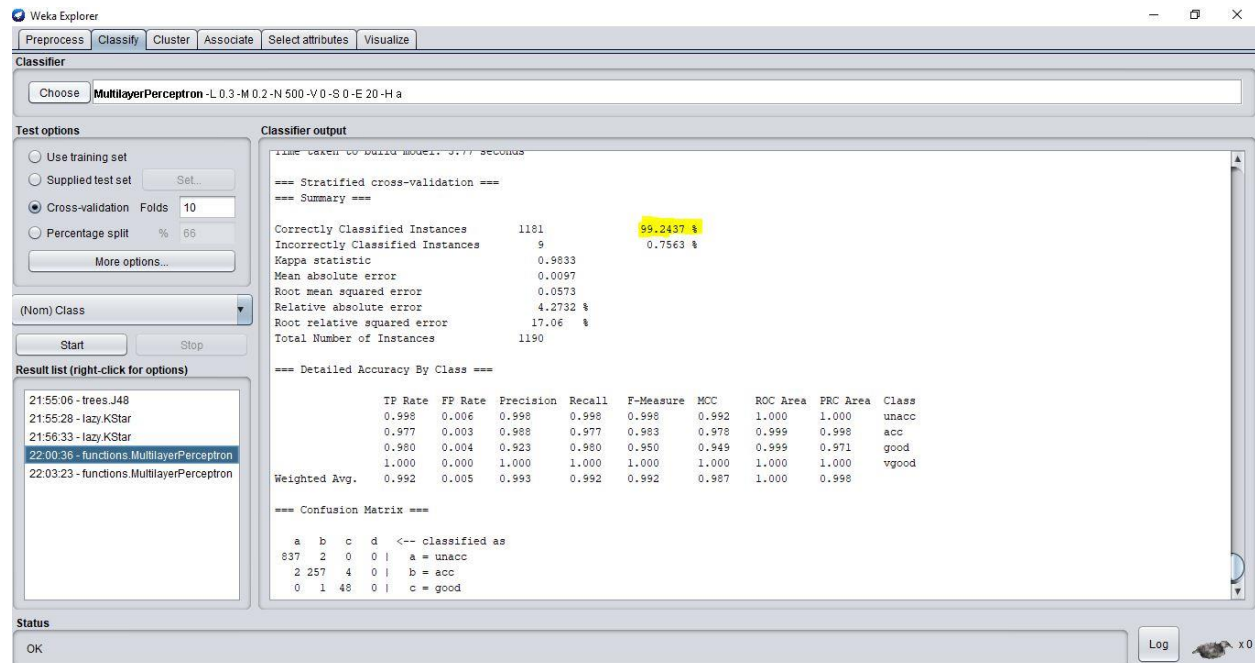 Weka Explorer
Preprocess Classify Cluster Associate Select attributes Visualize
Classifier
Choose MultilayerPerceptron -L 0.3 -M 0.2 -N 500 -V 0 -S 0 -E 20 -H a
Test options
Use training set
Supplied test set Set...
Cross-validation Folds 10
Percentage split % 66
More options...
(Nom) Class
Start Stop
Result list (right-click for options)
21:55:06 - trees.J48
21:55:28 - lazy.KStar
21:56:33 - lazy.KStar
22:00:36 - functions.MultilayerPerceptron
22:03:23 - functions.MultilayerPerceptron
Classifier output
Time taken to build model: 3.77 seconds
=== Stratified cross-validation ===
=== Summary ===
Correctly Classified Instances 1181 99.2437 %
Incorrectly Classified Instances 9 0.7563 %
Kappa statistic 0.9833
Mean absolute error 0.0097
Root mean squared error 0.0573
Relative absolute error 4.2732 %
Root relative squared error 17.06 %
Total Number of Instances 1190
=== Detailed Accuracy By Class ===
TP Rate FP Rate Precision Recall F-Measure MCC ROC Area PRC Area Class
0.998 0.006 0.998 0.998 0.998 0.992 1.000 1.000 unacc
0.977 0.003 0.988 0.977 0.983 0.978 0.999 0.998 acc
0.980 0.004 0.923 0.980 0.950 0.949 0.999 0.971 good
1.000 0.000 1.000 1.000 1.000 1.000 1.000 1.000 vgood
Weighted Avg. 0.992 0.005 0.993 0.992 0.992 0.987 1.000 0.998
=== Confusion Matrix ===
a b c d <-- classified as
837 2 0 0 | a = unacc
2 257 4 0 | b = acc
0 1 48 0 | c = good
Status
OK
Log x 0